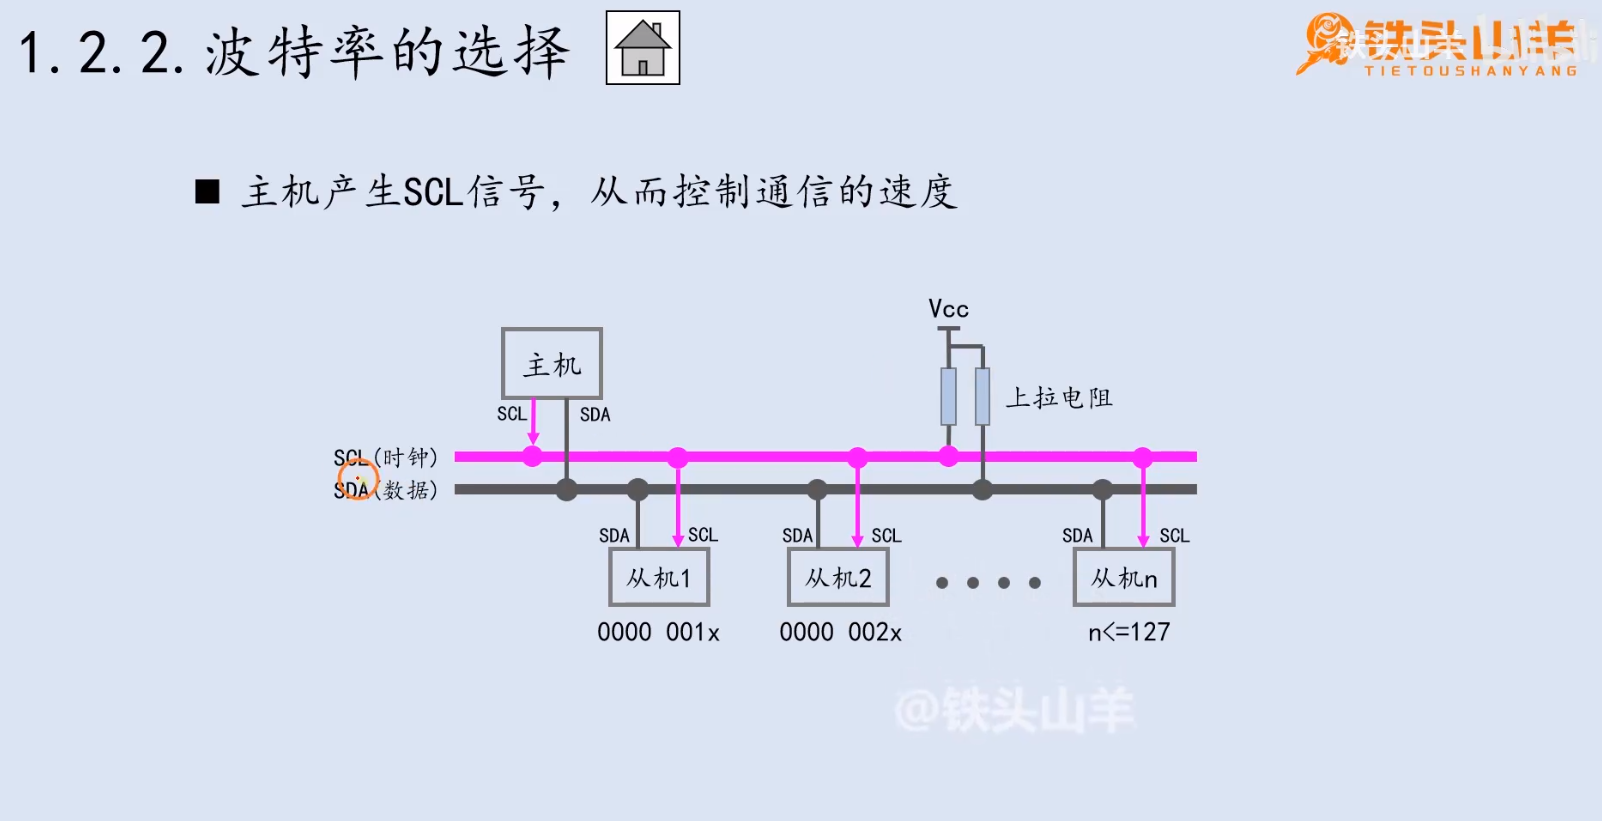 1.2.2.波特率的选择
铁头山羊
TIETOUSHANYANG
■ 主机产生SCL信号，从而控制通信的速度
Vcc
主机
上拉电阻
SCL SDA
SCL(时钟)
SDA(数据)
SDA SCL SDA SCL SDA SCL
从机1 从机2 从机n
0000 001x 0000 002x n<=127
@铁头山羊